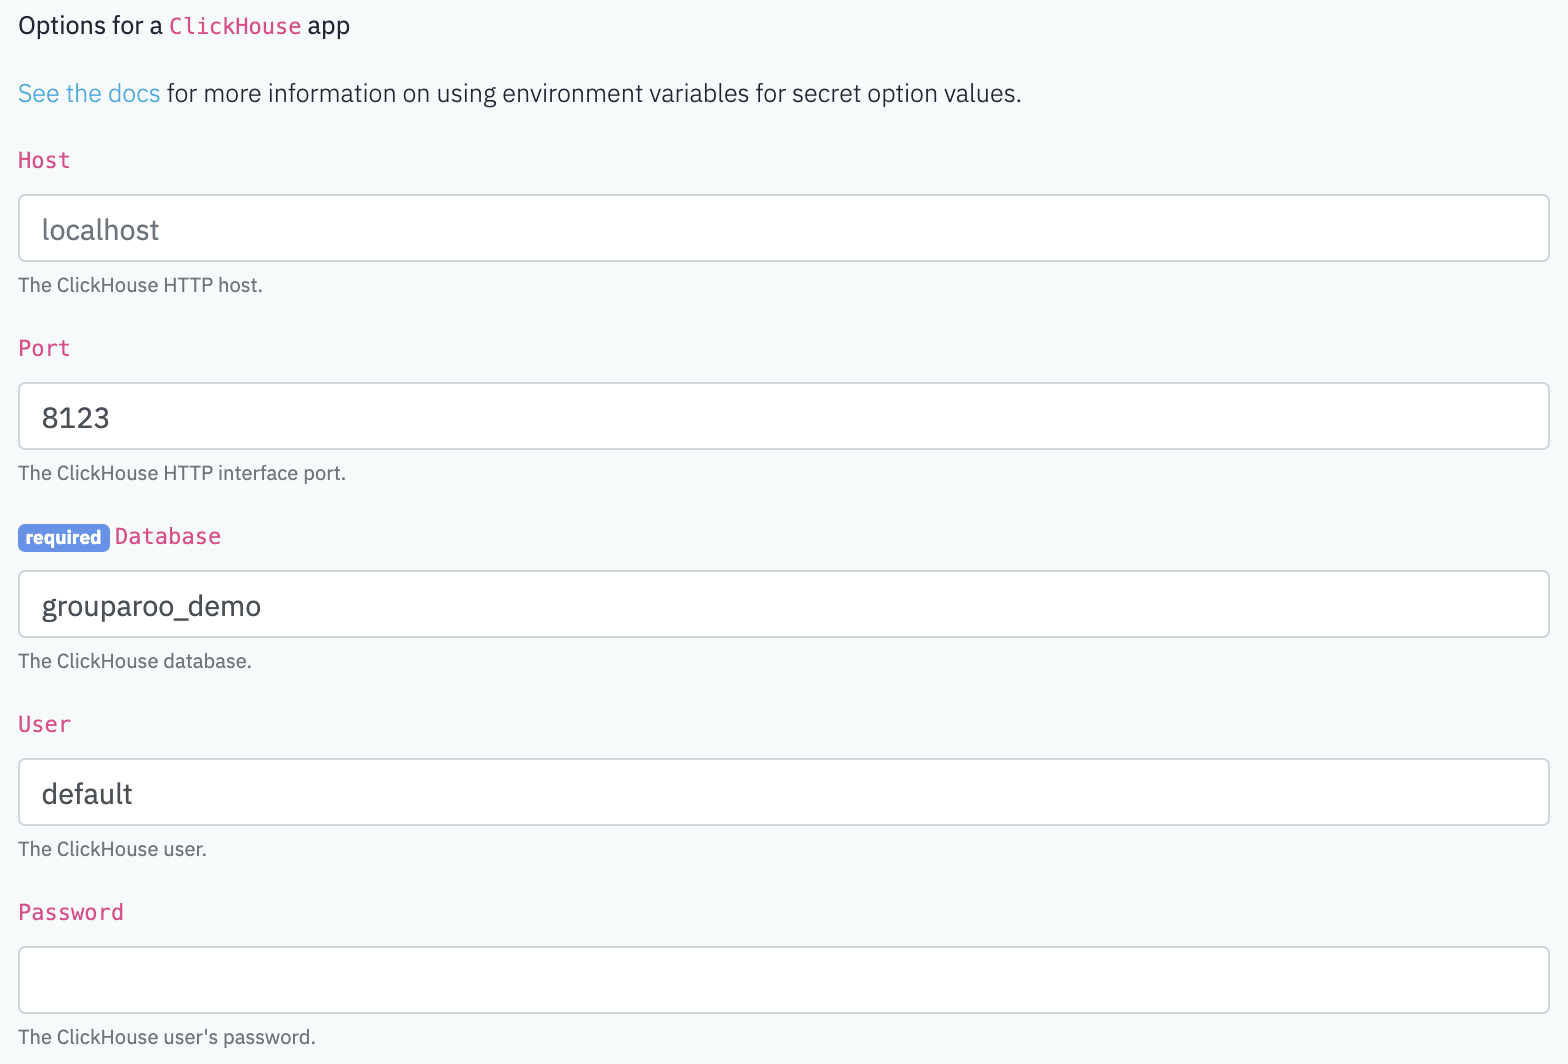 Options for a ClickHouse app
See the docs for more information on using environment variables for secret option values.
Host
localhost
The ClickHouse HTTP host.
Port
8123
The ClickHouse HTTP interface port.
required Database
grouparoo_demo
The ClickHouse database.
User
default
The ClickHouse user.
Password
The ClickHouse user's password.